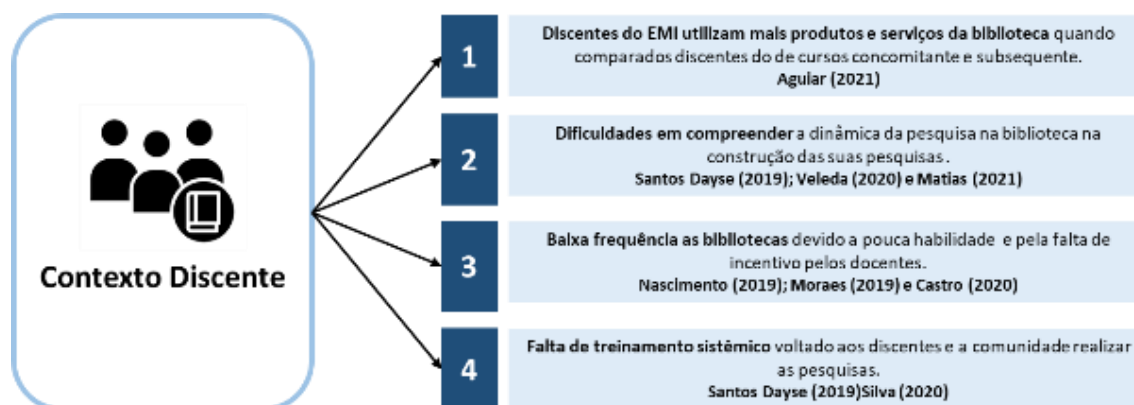 Contexto Discente
1
Discentes do EMI utilizam mais produtos e serviços da biblioteca quando
comparados discentes do de cursos concomitante e subsequente.
Aguiar (2021)
2
Dificuldades em compreender a dinâmica da pesquisa na biblioteca na
construção das suas pesquisas.
Santos Dayse (2019); Veleda (2020) e Matias (2021)
3
Baixa frequência as bibliotecas devido a pouca habilidade e pela falta de
incentivo pelos docentes.
Nascimento (2019); Moraes (2019) e Castro (2020)
4
Falta de treinamento sistêmico voltado aos discentes e a comunidade realizar
as pesquisas.
Santos Dayse (2019)Silva (2020)